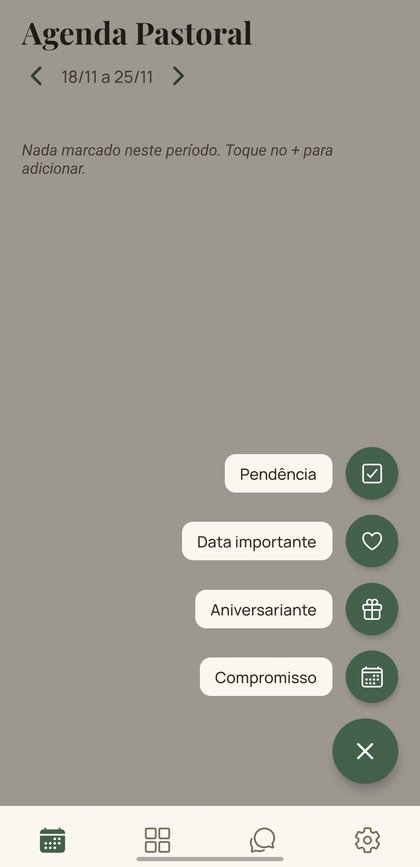 Agenda Pastoral
18/11 a 25/11
Nada marcado neste período. Toque no + para
adicionar.
Pendência
Data importante
Aniversariante
Compromisso